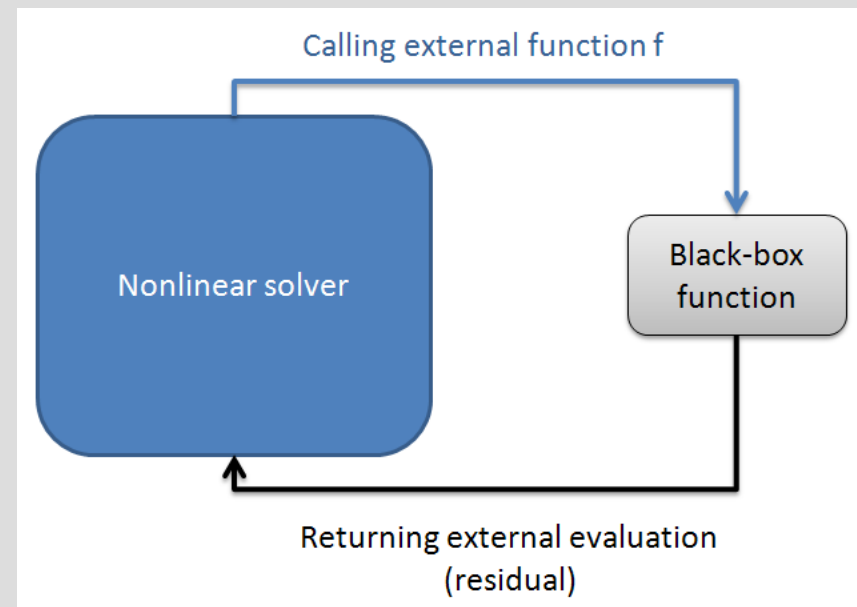 Calling external function f
Nonlinear solver
Black-box
function
Returning external evaluation
(residual)